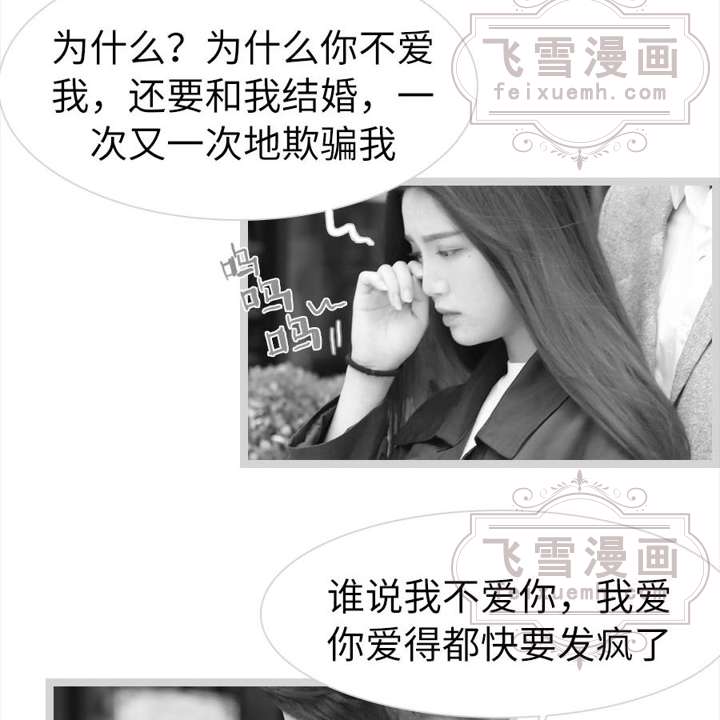 为什么？为什么你不爱
我，还要和我结婚，一
次又一次地欺骗我
飞雪漫画
feixuemh.com
呜
呜
呜
飞雪漫画
feixuemh.com
谁说我不爱你，我爱
你爱得都快要发疯了